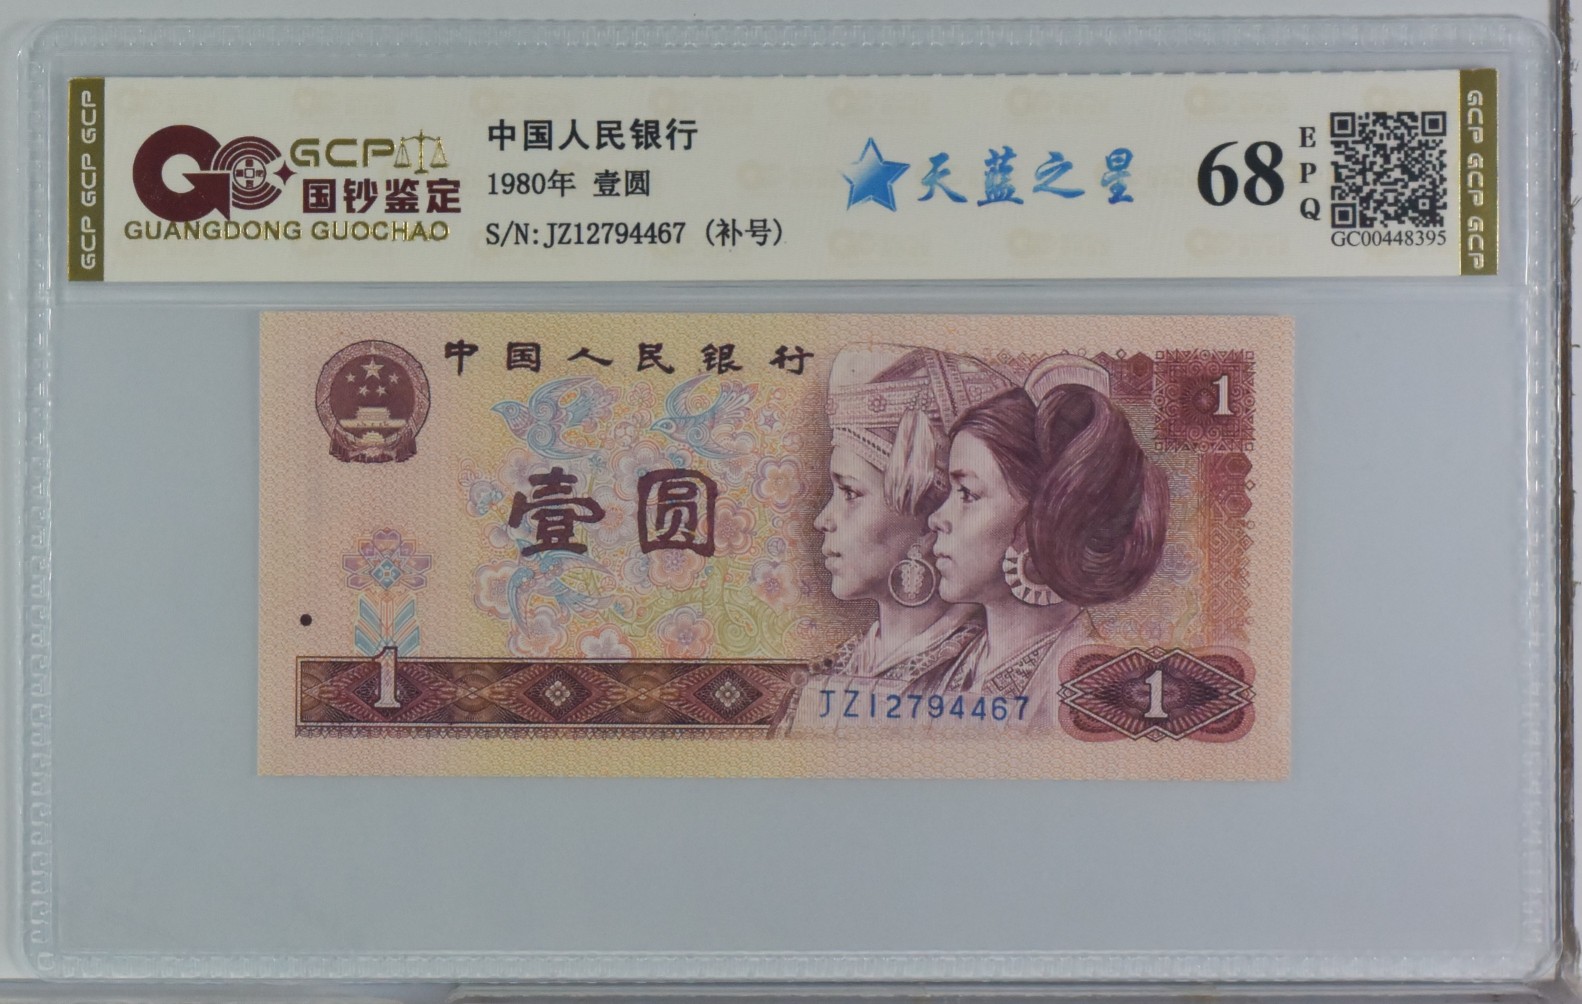 GCP GCP GCP
GCP
国钞鉴定
GUANGDONG GUOCHAO
中国人民银行
1980年 壹圆
S/N: JZ12794467 (补号)
天蓝之星
68
EPQ
GC00448395
GCP GCP GCP
中国人民银行
1
壹圆
1
JZ12794467
1